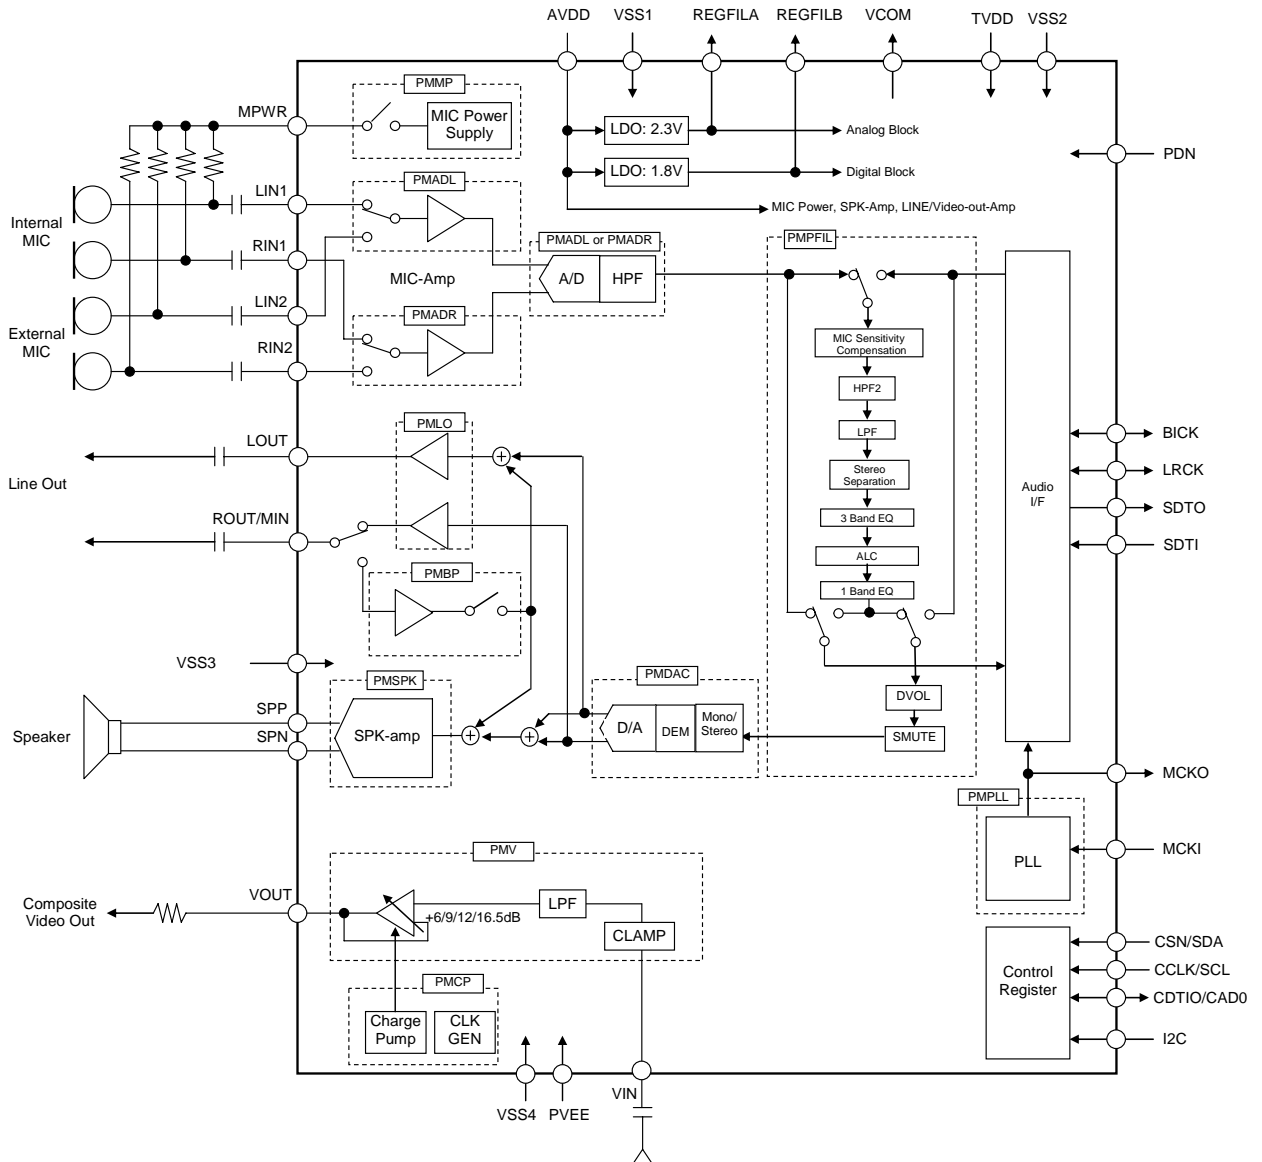 AVDD VSS1 REGFILA REGFILB VCOM TVDD VSS2
PMMP
MPWR
MIC Power
Supply
LDO: 2.3V
Analog Block
PDN
LDO: 1.8V
Digital Block
PMADL
LIN1
MIC Power, SPK-Amp, LINE/Video-out-Amp
Internal
MIC
RIN1
PMADL or PMADR
PMPFIL
MIC-Amp
A/D
HPF
LIN2
External
MIC
PMADR
RIN2
MIC Sensitivity
Compensation
HPF2
LPF
Stereo
Separation
3 Band EQ
ALC
1 Band EQ
Audio
I/F
BICK
LRCK
SDTO
SDTI
PMLO
LOUT
Line Out
ROUT/MIN
PMBP
VSS3
PMSPK
PMDAC
SPP
SPN
Speaker
SPK-amp
D/A
DEM
Mono/
Stereo
DVOL
SMUTE
MCKO
PMPLL
PLL
MCKI
PMV
VOUT
Composite
Video Out
+6/9/12/16.5dB
LPF
CLAMP
PMCP
Charge
Pump
CLK
GEN
Control
Register
CSN/SDA
CCLK/SCL
CDTIO/CAD0
I2C
VSS4 PVEE
VIN